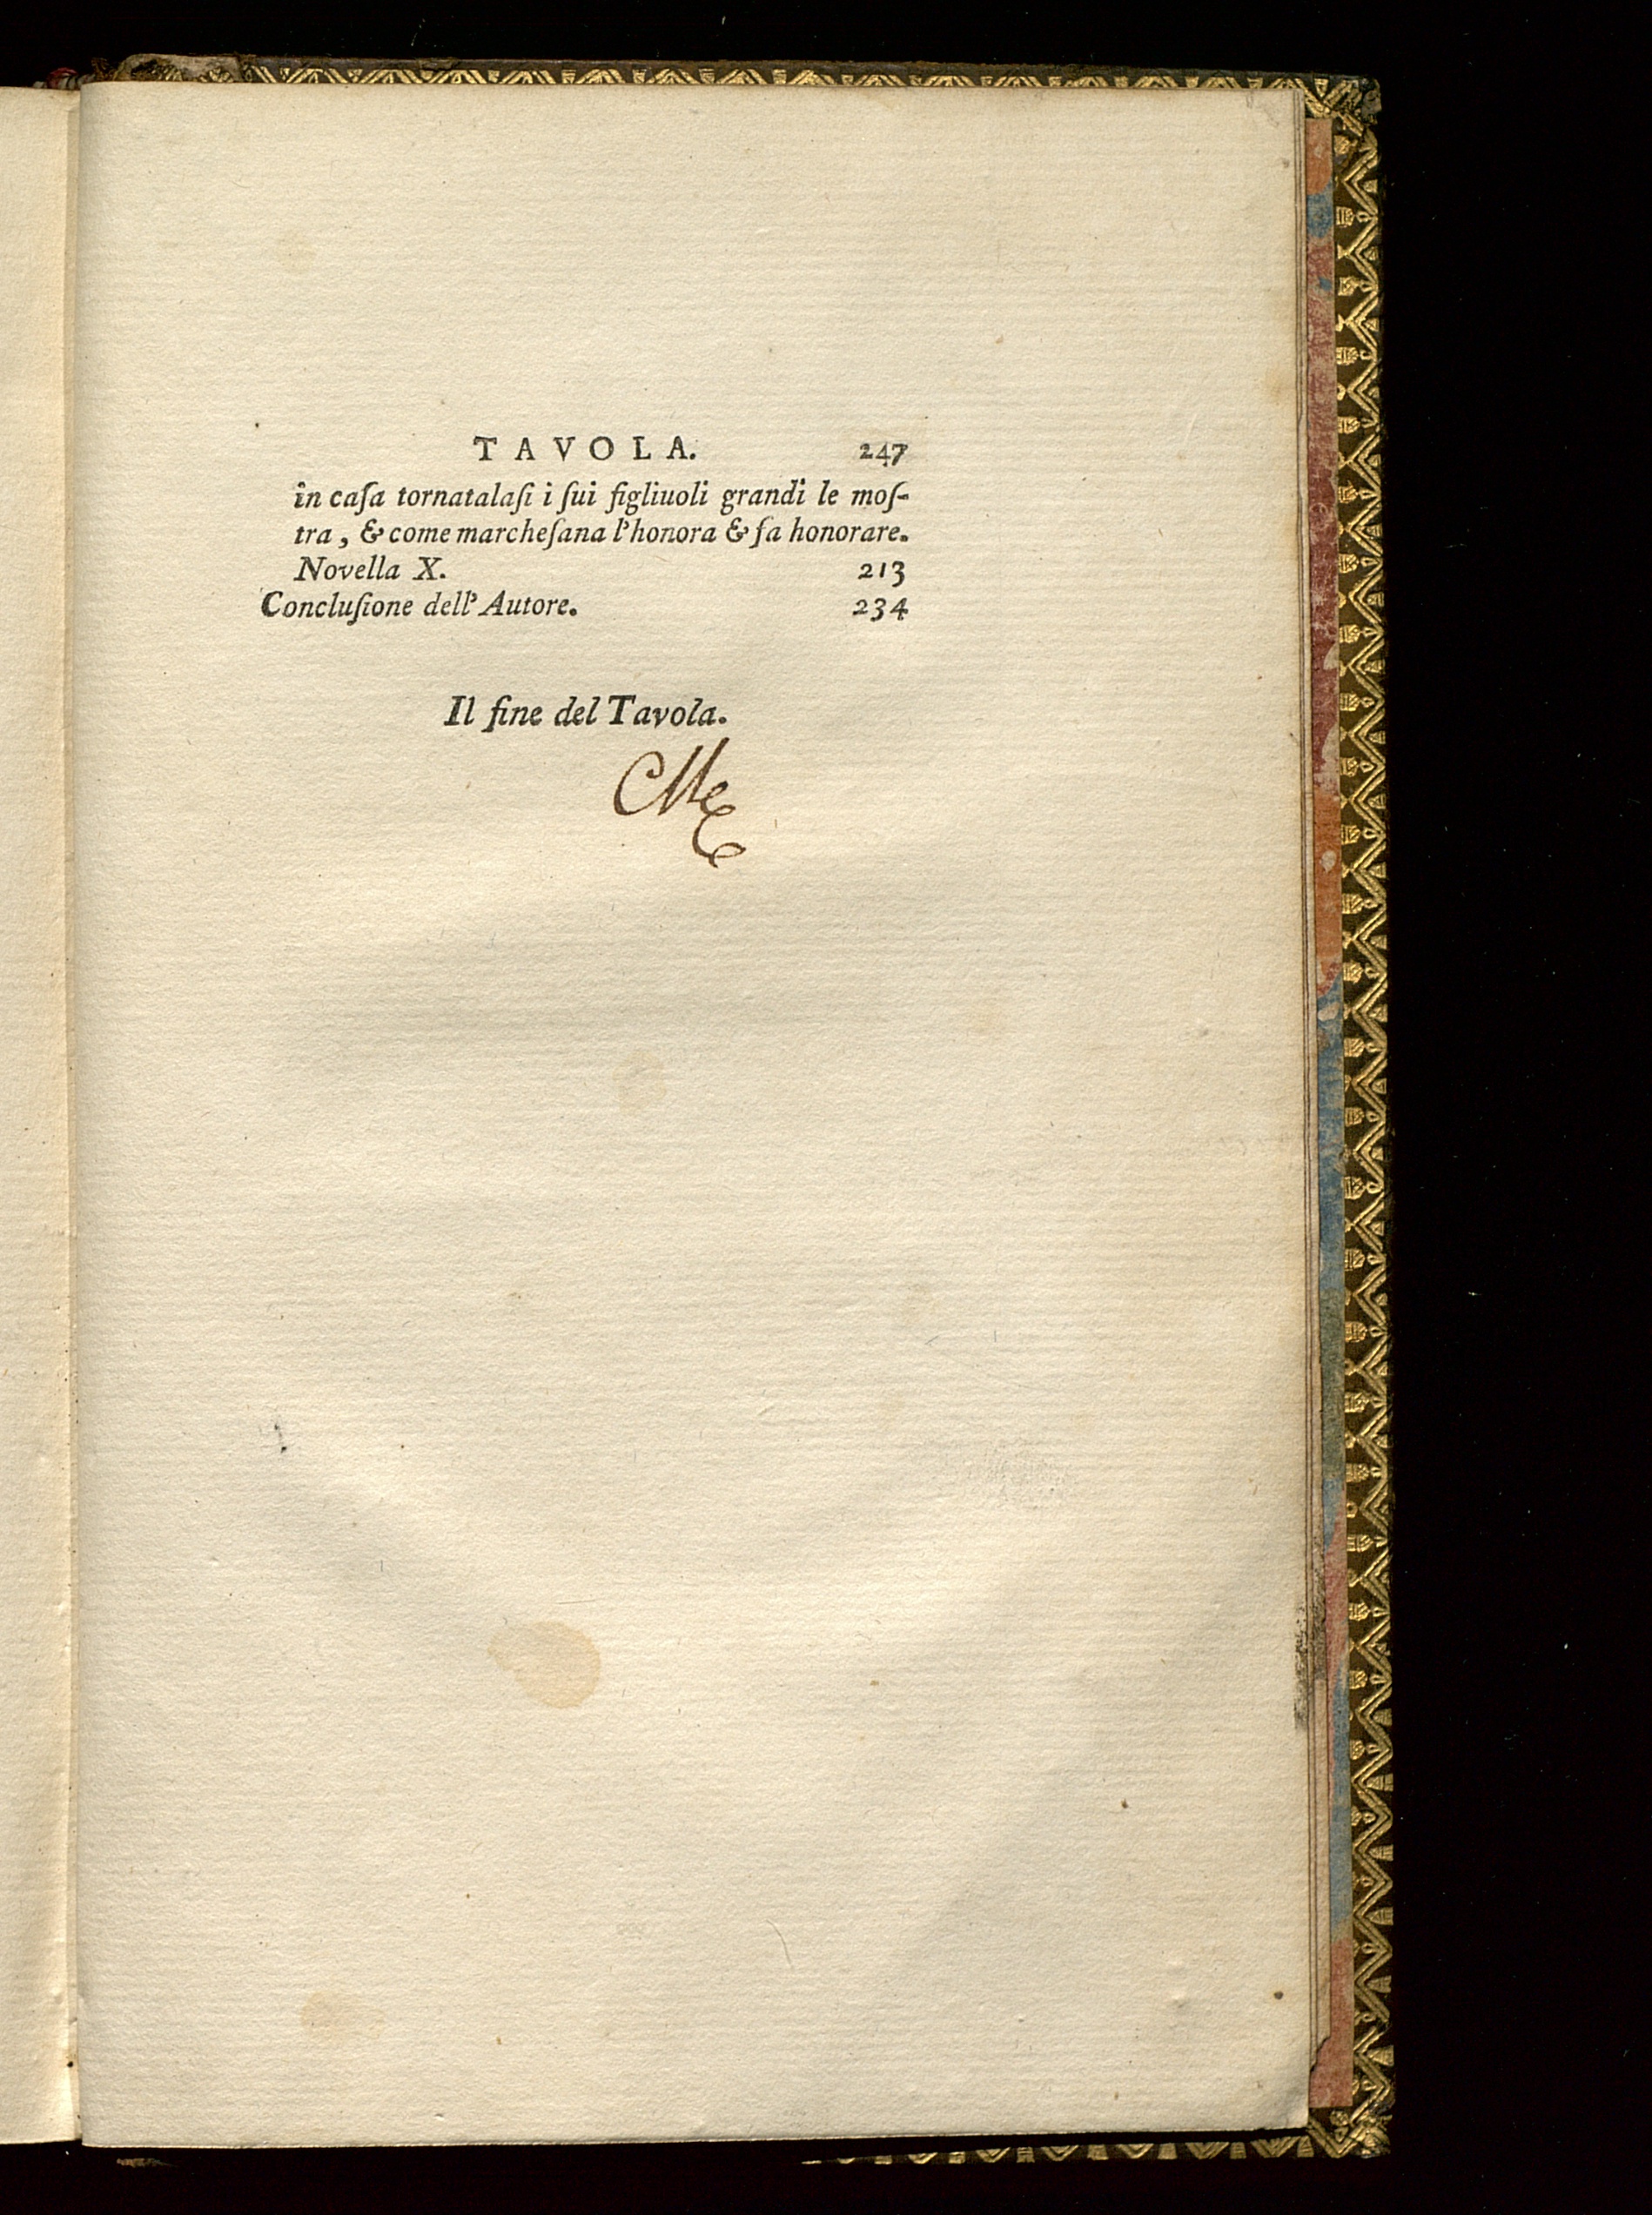 TAVOLA. 247
in caſa tornatalaſi i ſui figliuoli grandi le moſ-
tra, & come marcheſana l'honora & fa honorare.
Novella X. 213
Concluſione dell'Autore. 234
Il fine del Tavola.